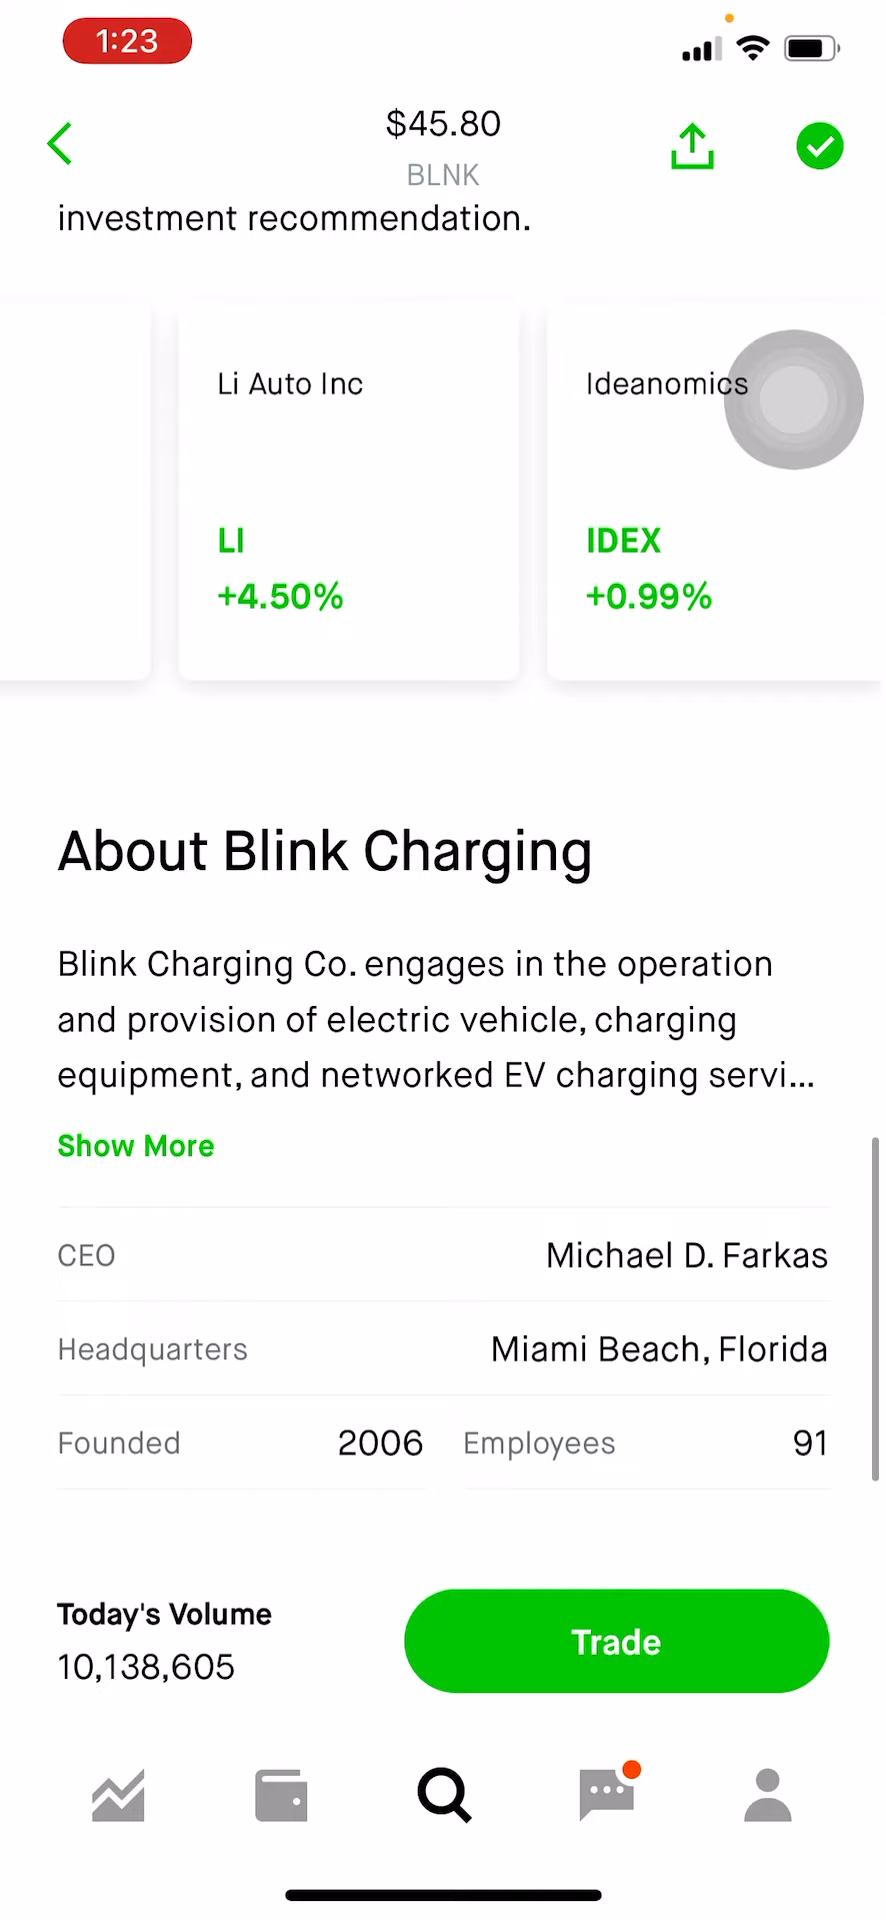 1:23
$45.80
BLNK
investment recommendation.
Li Auto Inc
Ideanomics
LI
IDEX
+4.50%
+0.99%
About Blink Charging
Blink Charging Co. engages in the operation
and provision of electric vehicle, charging
equipment, and networked EV charging servi...
Show More
CEO
Michael D. Farkas
Headquarters
Miami Beach, Florida
Founded
2006
Employees
91
Today's Volume
10,138,605
Trade